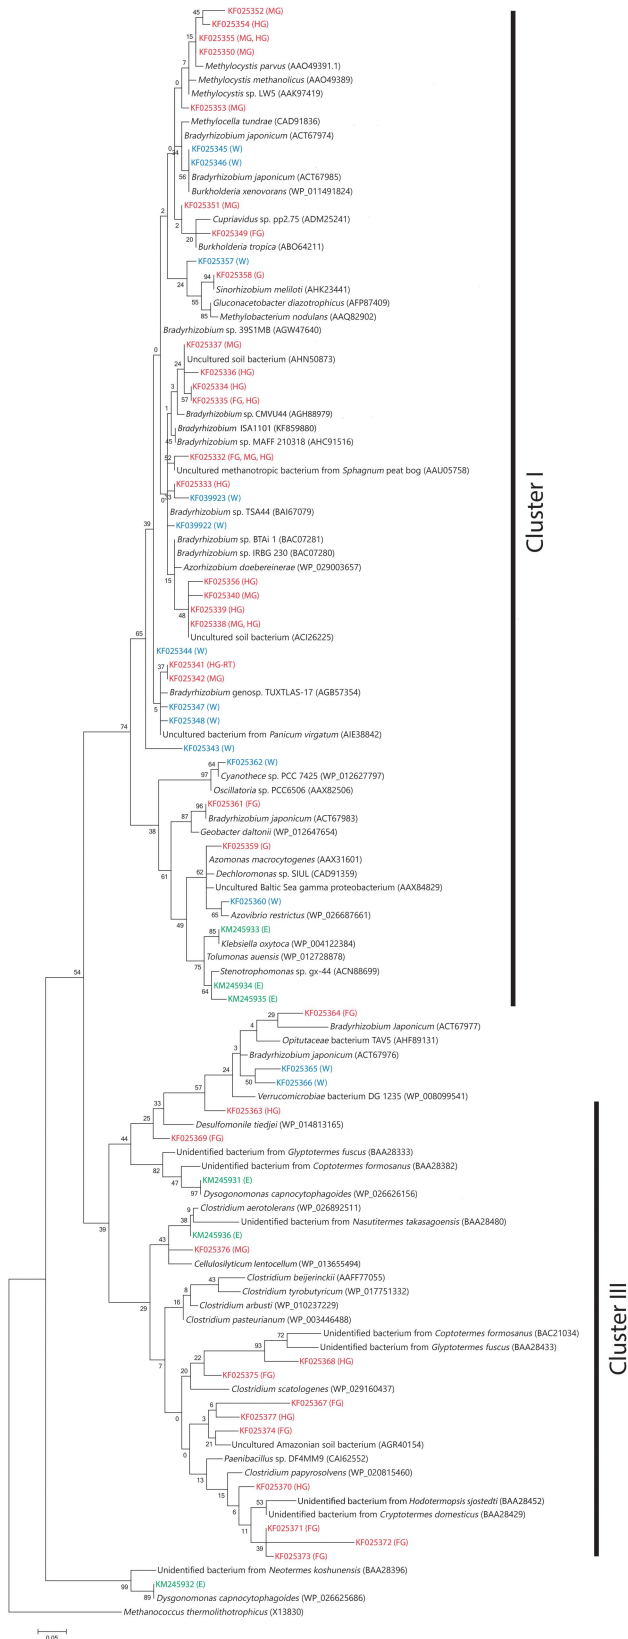 45
KF025352 (MG)
KF025354 (HG)
15
KF025355 (MG, HG)
KF025350 (MG)
7
Methylocystis parvus (AAO49391.1)
Methylocystis methanolicus (AAO49389)
0
Methylocystis sp. LW5 (AAK97419)
KF025353 (MG)
Methylocella tundrae (CAD91836)
Bradyrhizobium japonicum (ACT67974)
0
KF025345 (W)
KF025346 (W)
56
Bradyrhizobium japonicum (ACT67985)
Burkholderia xenovorans (WP_011491824)
2
KF025351 (MG)
Cupriavidus sp. pp2.75 (ADM25241)
2
KF025349 (FG)
20
Burkholderia tropica (ABO64211)
KF025357 (W)
94
KF025358 (G)
24
Sinorhizobium meliloti (AHK23441)
55
Gluconacetobacter diazotrophicus (AFP87409)
85
Methylobacterium nodulans (AAQ82902)
Bradyrhizobium sp. 39S1MB (AGW47640)
KF025337 (MG)
0
Uncultured soil bacterium (AHN50873)
24
KF025336 (HG)
3
KF025334 (HG)
57
KF025335 (FG, HG)
1
Bradyrhizobium sp. CMVU44 (AGH88979)
Bradyrhizobium ISA1101 (KF859880)
45
Bradyrhizobium sp. MAFF 210318 (AHC91516)
52
KF025332 (FG, MG, HG)
Uncultured methanotropic bacterium from Sphagnum peat bog (AAU05758)
KF025333 (HG)
0
53
KF039923 (W)
Bradyrhizobium sp. TSA44 (BAI67079)
39
KF039922 (W)
Bradyrhizobium sp. BTAi 1 (BAC07281)
Bradyrhizobium sp. IRBG 230 (BAC07280)
Azorhizobium doebereinerae (WP_029003657)
15
KF025356 (HG)
KF025340 (MG)
KF025339 (HG)
48
KF025338 (MG, HG)
Uncultured soil bacterium (ACI26225)
65
KF025344 (W)
37
KF025341 (HG-RT)
KF025342 (MG)
Bradyrhizobium genosp. TUXTLAS-17 (AGB57354)
5
KF025347 (W)
KF025348 (W)
74
Uncultured bacterium from Panicum virgatum (AIE38842)
KF025343 (W)
64
KF025362 (W)
97
Cyanothece sp. PCC 7425 (WP_012627797)
Oscillatoria sp. PCC6506 (AAX82506)
96
KF025361 (FG)
87
Bradyrhizobium japonicum (ACT67983)
38
Geobacter daltonii (WP_012647654)
KF025359 (G)
Azomonas macrocytogenes (AAX31601)
61
62
Dechloromonas sp. SIUL (CAD91359)
Uncultured Baltic Sea gamma proteobacterium (AAX84829)
KF025360 (W)
65
Azovibrio restrictus (WP_026687661)
49
85
KM245933 (E)
Klebsiella oxytoca (WP_004122384)
Tolumonas auensis (WP_012728878)
75
Stenotrophomonas sp. gx-44 (ACN88699)
54
64
KM245934 (E)
KM245935 (E)
Cluster I
29
KF025364 (FG)
4
Bradyrhizobium Japonicum (ACT67977)
Opitutaceae bacterium TAV5 (AHF89131)
3
Bradyrhizobium japonicum (ACT67976)
24
KF025365 (W)
50
KF025366 (W)
57
Verrucomicrobiae bacterium DG 1235 (WP_008099541)
33
KF025363 (HG)
25
Desulfomonile tiedjei (WP_014813165)
44
KF025369 (FG)
Unidentified bacterium from Glyptotermes fuscus (BAA28333)
82
Unidentified bacterium from Coptotermes formosanus (BAA28382)
47
KM245931 (E)
97
Dysogonomonas capnocytophagoides (WP_026626156)
9
Clostridium aerotolerans (WP_026892511)
38
Unidentified bacterium from Nasutitermes takasagoensis (BAA28480)
39
KM245936 (E)
43
KF025376 (MG)
Cellulosilyticum lentocellum (WP_013655494)
43
Clostridium beijerinckii (AAFF77055)
8
Clostridium tyrobutyricum (WP_017751332)
16
Clostridium arbusti (WP_010237229)
29
Clostridium pasteurianum (WP_003446488)
72
Unidentified bacterium from Coptotermes formosanus (BAC21034)
93
Unidentified bacterium from Glyptotermes fuscus (BAA28433)
22
KF025368 (HG)
7
20
KF025375 (FG)
Clostridium scatologenes (WP_029160437)
6
KF025367 (FG)
0
3
KF025377 (HG)
KF025374 (FG)
21
Uncultured Amazonian soil bacterium (AGR40154)
0
Paenibacillus sp. DF4MM9 (CAI62552)
13
Clostridium papyrosolvens (WP_020815460)
15
KF025370 (HG)
6
53
Unidentified bacterium from Hodotermopsis sjostedti (BAA28452)
Unidentified bacterium from Cryptotermes domesticus (BAA28429)
11
KF025371 (FG)
39
KF025372 (FG)
KF025373 (FG)
Cluster III
Unidentified bacterium from Neotermes koshunensis (BAA28396)
99
KM245932 (E)
89
Dysgonomonas capnocytophagoides (WP_026625686)
Methanococcus thermolithotrophicus (X13830)
0.05